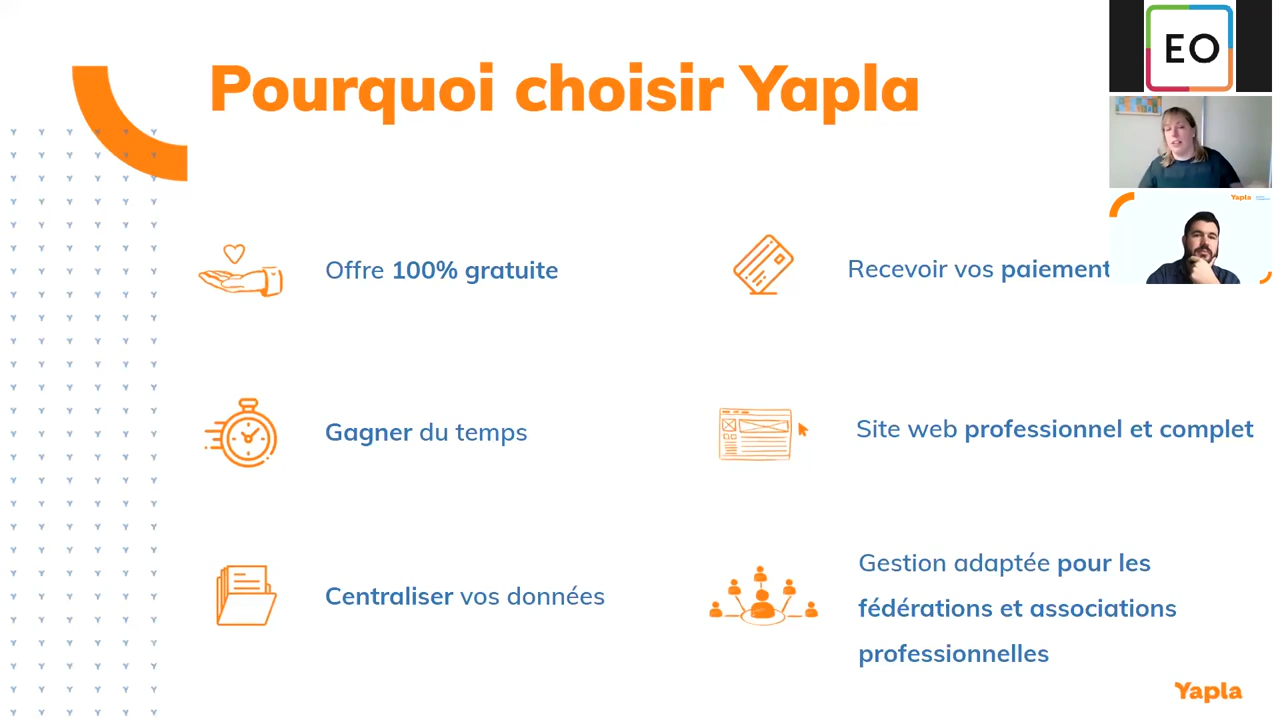 Pourquoi choisir Yapla
EO
Yapla
Offre 100% gratuite
Recevoir vos paiement
Gagner du temps
Site web professionnel et complet
Centraliser vos données
Gestion adaptée pour les
fédérations et associations
professionnelles
Yapla